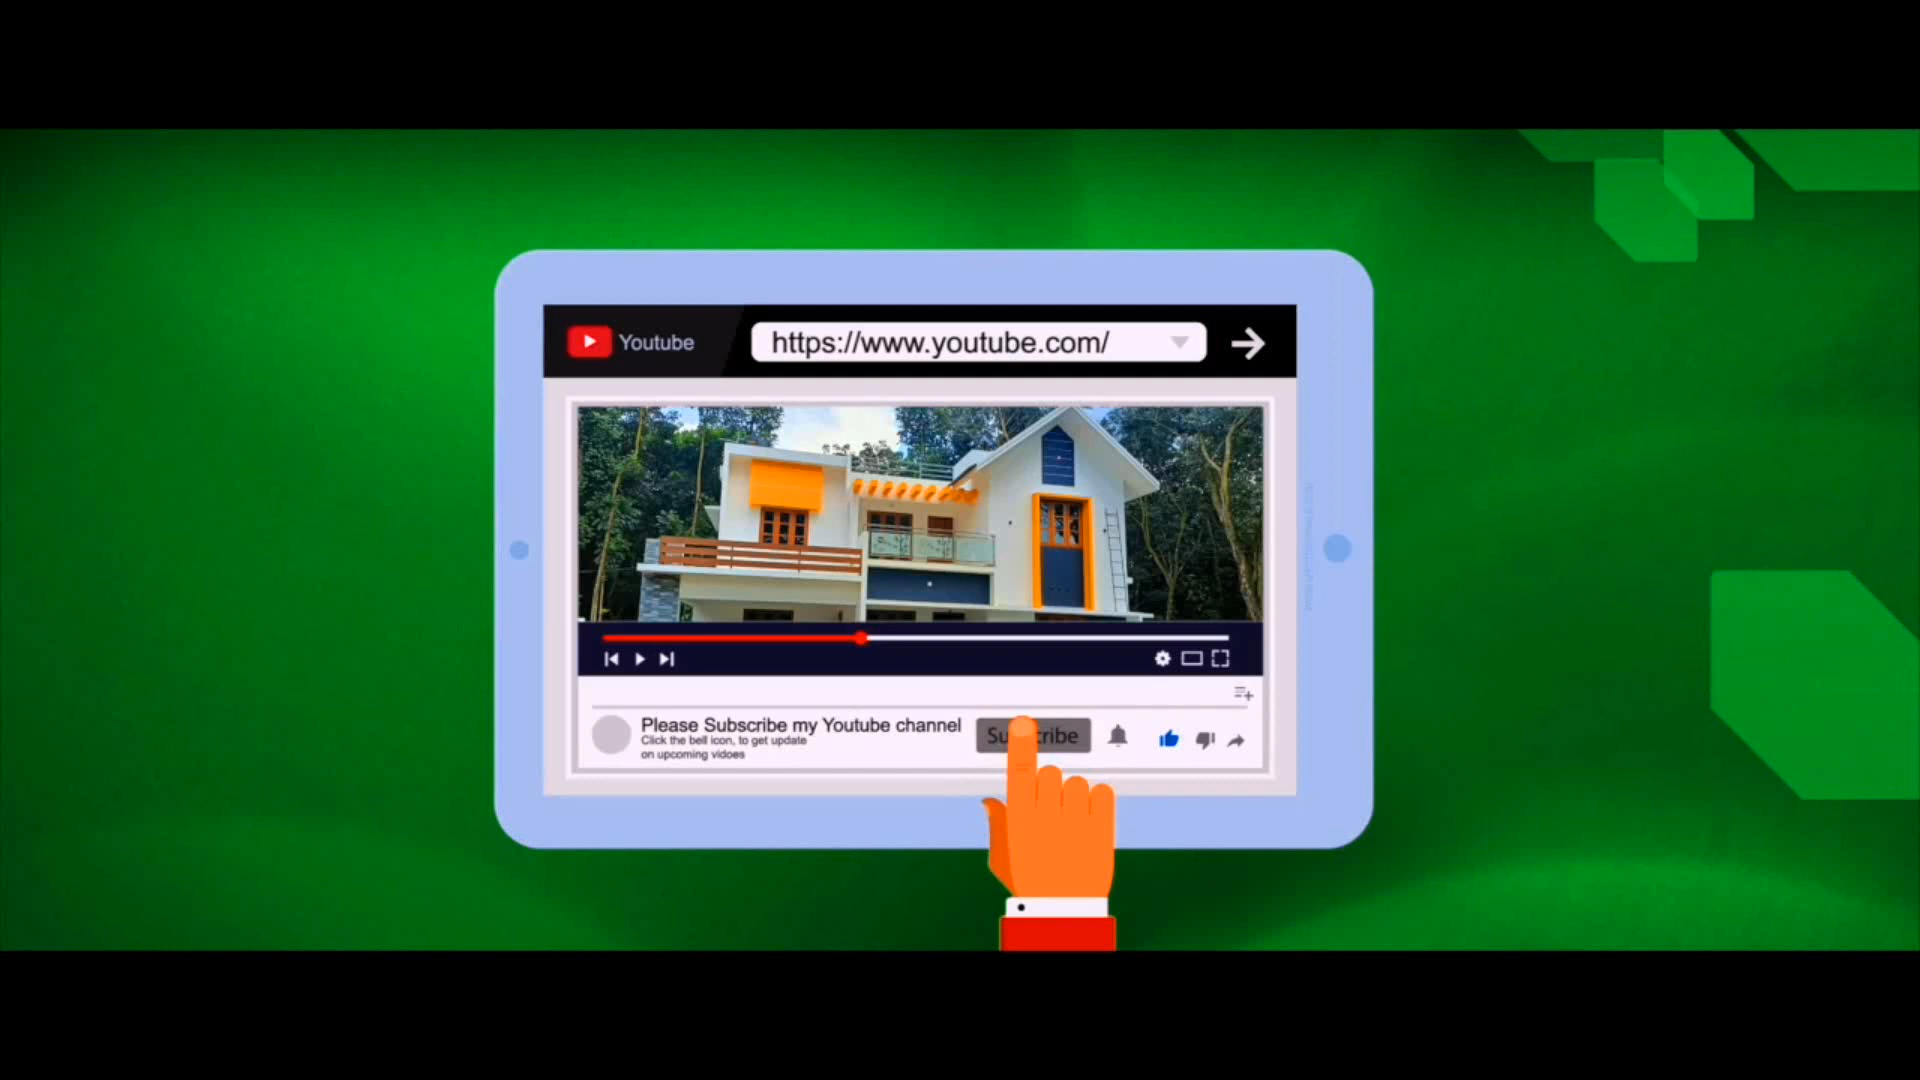 Youtube
https://www.youtube.com/
Please Subscribe my Youtube channel
Click the bell icon, to get update
on upcoming vidoes
Subscribe